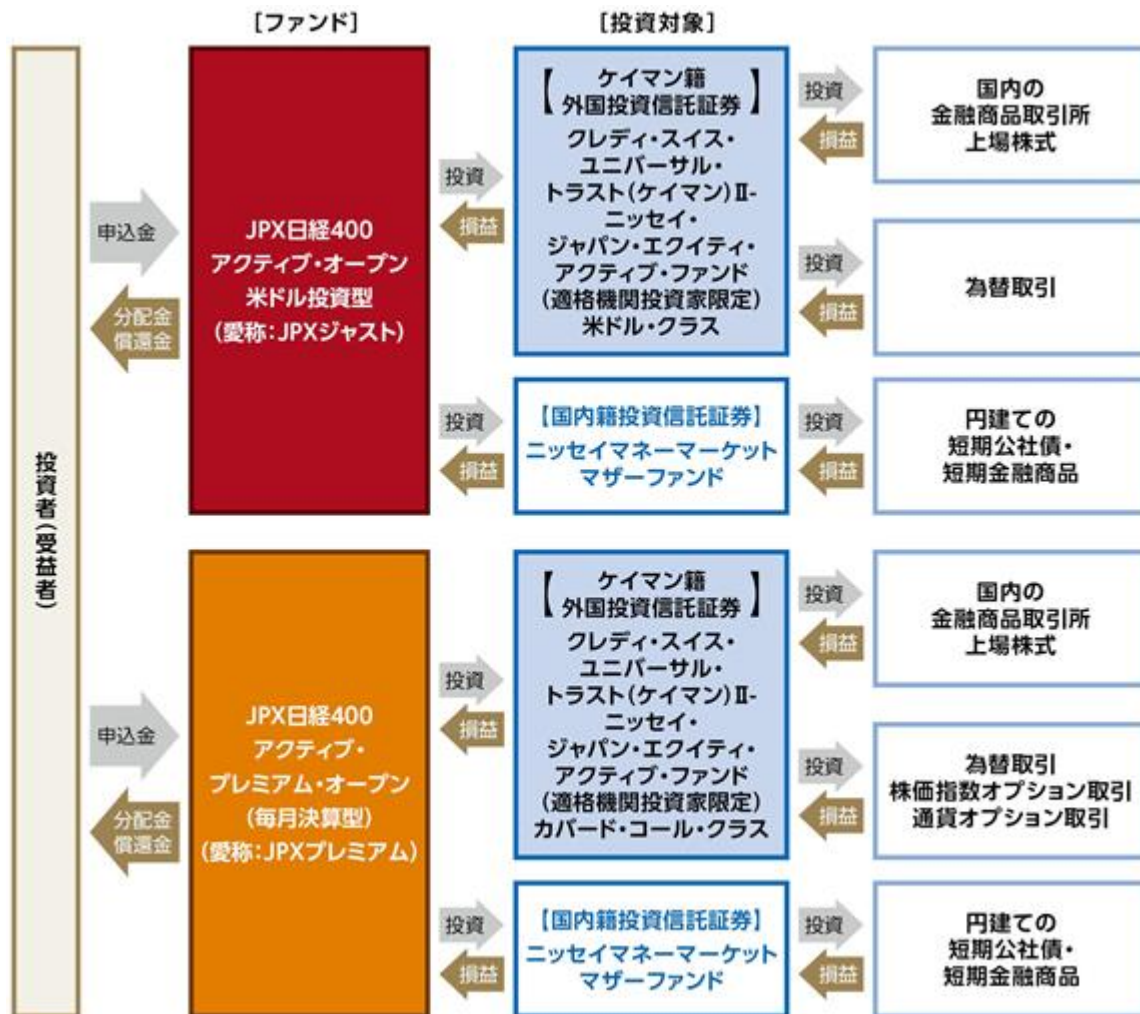 [ファンド]
[投資対象]
投資者(受益者)
申込金
分配金
償還金
JPX日経400
アクティブ・オープン
米ドル投資型
(愛称:JPXジャスト)
投資
損益
【ケイマン籍
外国投資信託証券】
クレディ・スイス・
ユニバーサル・
トラスト(ケイマン)Ⅱ-
ニッセイ・
ジャパン・エクイティ・
アクティブ・ファンド
(適格機関投資家限定)
米ドル・クラス
投資
損益
国内の
金融商品取引所
上場株式
投資
損益
為替取引
投資
損益
【国内籍投資信託証券】
ニッセイマネーマーケット
マザーファンド
投資
損益
円建ての
短期公社債・
短期金融商品
申込金
分配金
償還金
JPX日経400
アクティブ・
プレミアム・オープン
(毎月決算型)
(愛称:JPXプレミアム)
投資
損益
【ケイマン籍
外国投資信託証券】
クレディ・スイス・
ユニバーサル・
トラスト(ケイマン)Ⅱ-
ニッセイ・
ジャパン・エクイティ・
アクティブ・ファンド
(適格機関投資家限定)
カバード・コール・クラス
投資
損益
国内の
金融商品取引所
上場株式
投資
損益
為替取引
株価指数オプション取引
通貨オプション取引
投資
損益
【国内籍投資信託証券】
ニッセイマネーマーケット
マザーファンド
投資
損益
円建ての
短期公社債・
短期金融商品